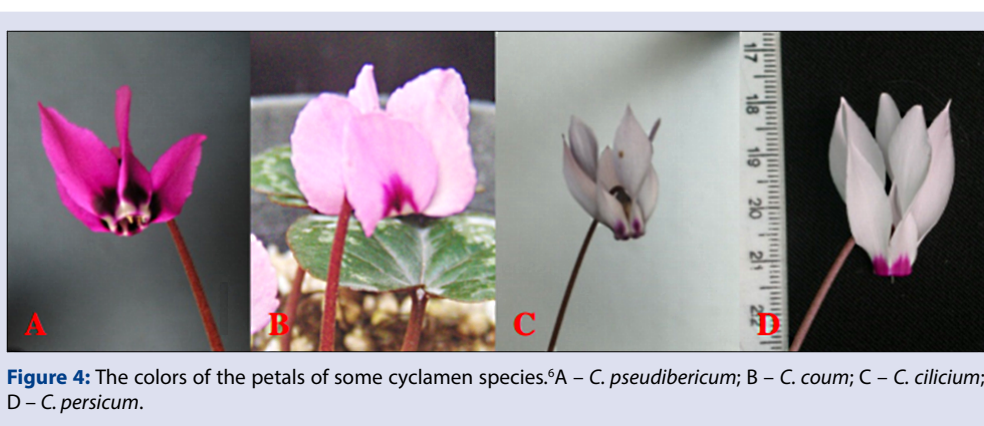 17
18
19
20
21
22
A
B
C
D
Figure 4: The colors of the petals of some cyclamen species.⁶A – C. pseudibericum; B – C. coum; C – C. cilicium;
D – C. persicum.